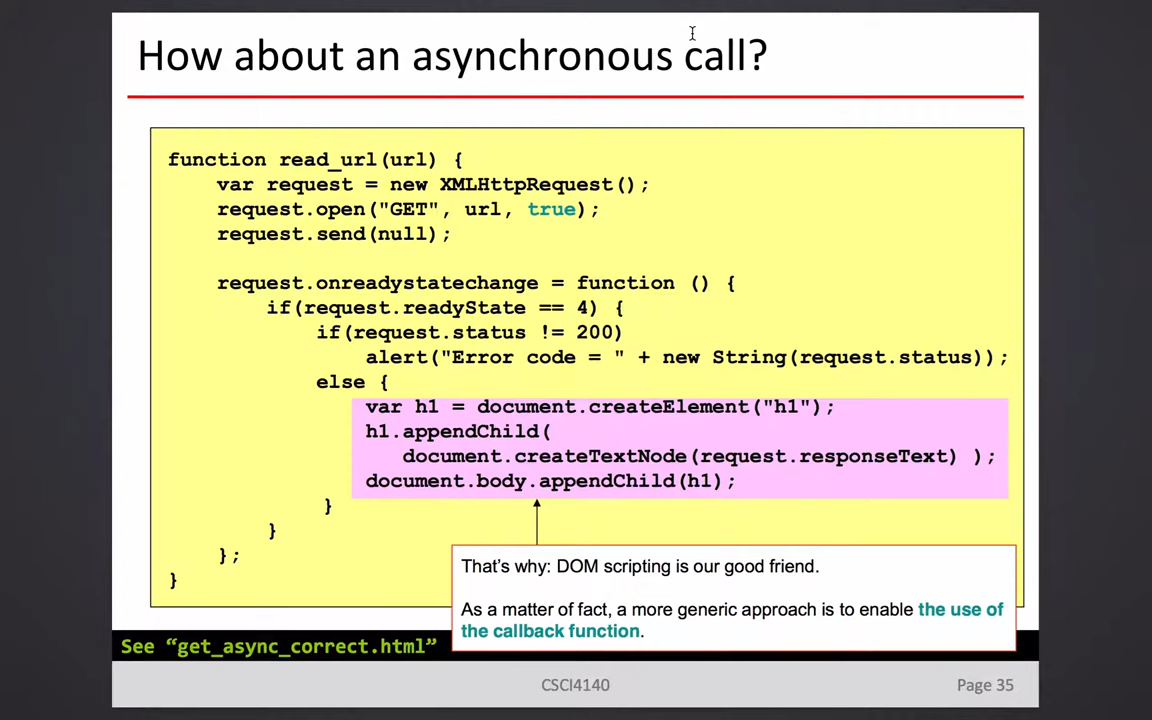 How about an asynchronous call?
function read_url(url) {
var request = new XMLHttpRequest();
request.open("GET", url, true);
request.send(null);
request.onreadystatechange = function () {
if(request.readyState == 4) {
if(request.status != 200)
alert("Error code = " + new String(request.status));
else {
var h1 = document.createElement("h1");
h1.appendChild(
document.createTextNode(request.responseText) );
document.body.appendChild(h1);
}
}
};
}
That's why: DOM scripting is our good friend.
As a matter of fact, a more generic approach is to enable the use of
the callback function.
See “get_async_correct.html”
CSCI4140
Page 35